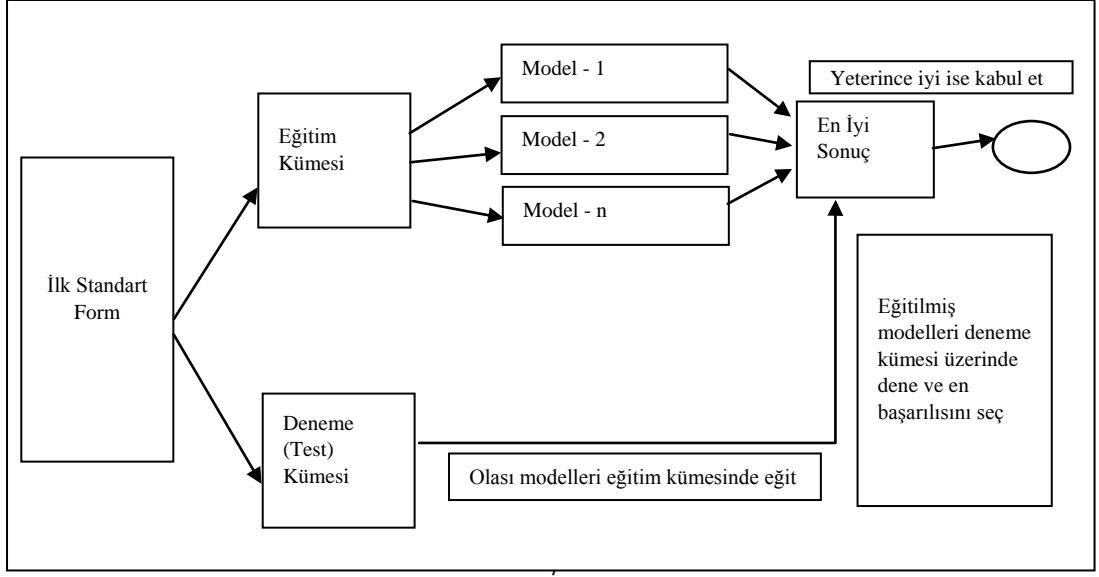 İlk Standart
Form
Eğitim
Kümesi
Deneme
(Test)
Kümesi
Model - 1
Model - 2
Model - n
Yeterince iyi ise kabul et
En İyi
Sonuç
Eğitilmiş
modelleri deneme
kümesi üzerinde
dene ve en
başarılısını seç
Olası modelleri eğitim kümesinde eğit